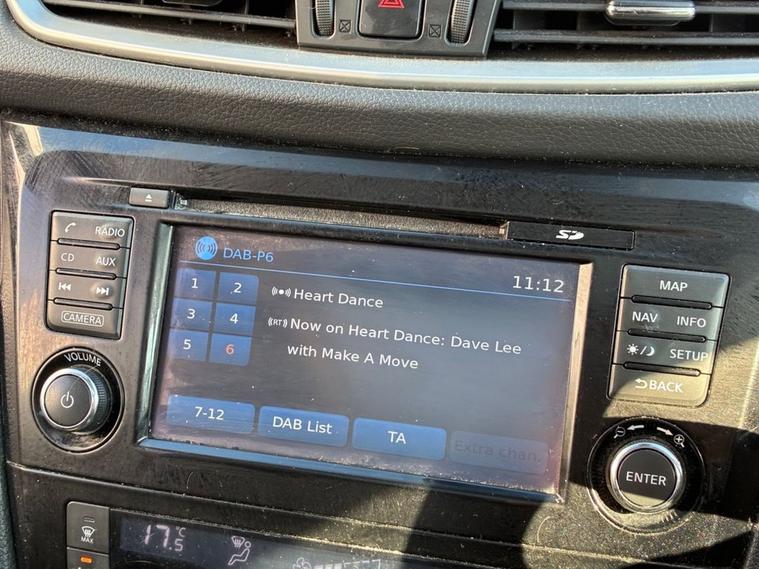 RADIO
CD AUX
CAMERA
VOLUME
SD
DAB-P6
11:12
1 2
3 4
5 6
Heart Dance
(RT) Now on Heart Dance: Dave Lee
with Make A Move
7-12
DAB List
TA
Extra chan.
MAP
NAV INFO
SETUP
BACK
ENTER
MAX
17.5°C